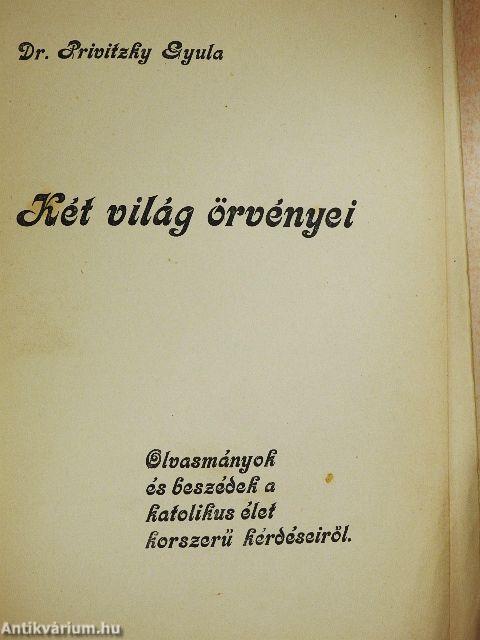 Dr. Privitzky Gyula
Két világ örvényei
Olvasmányok
és beszédek a
katolikus élet
korszerű kérdéseiről.
Antikvárium.hu